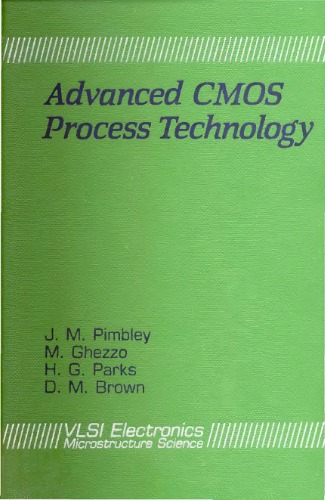 Advanced CMOS
Process Technology
J. M. Pimbley
M. Ghezzo
H. G. Parks
D. M. Brown
VLSI Electronics
Microstructure Science